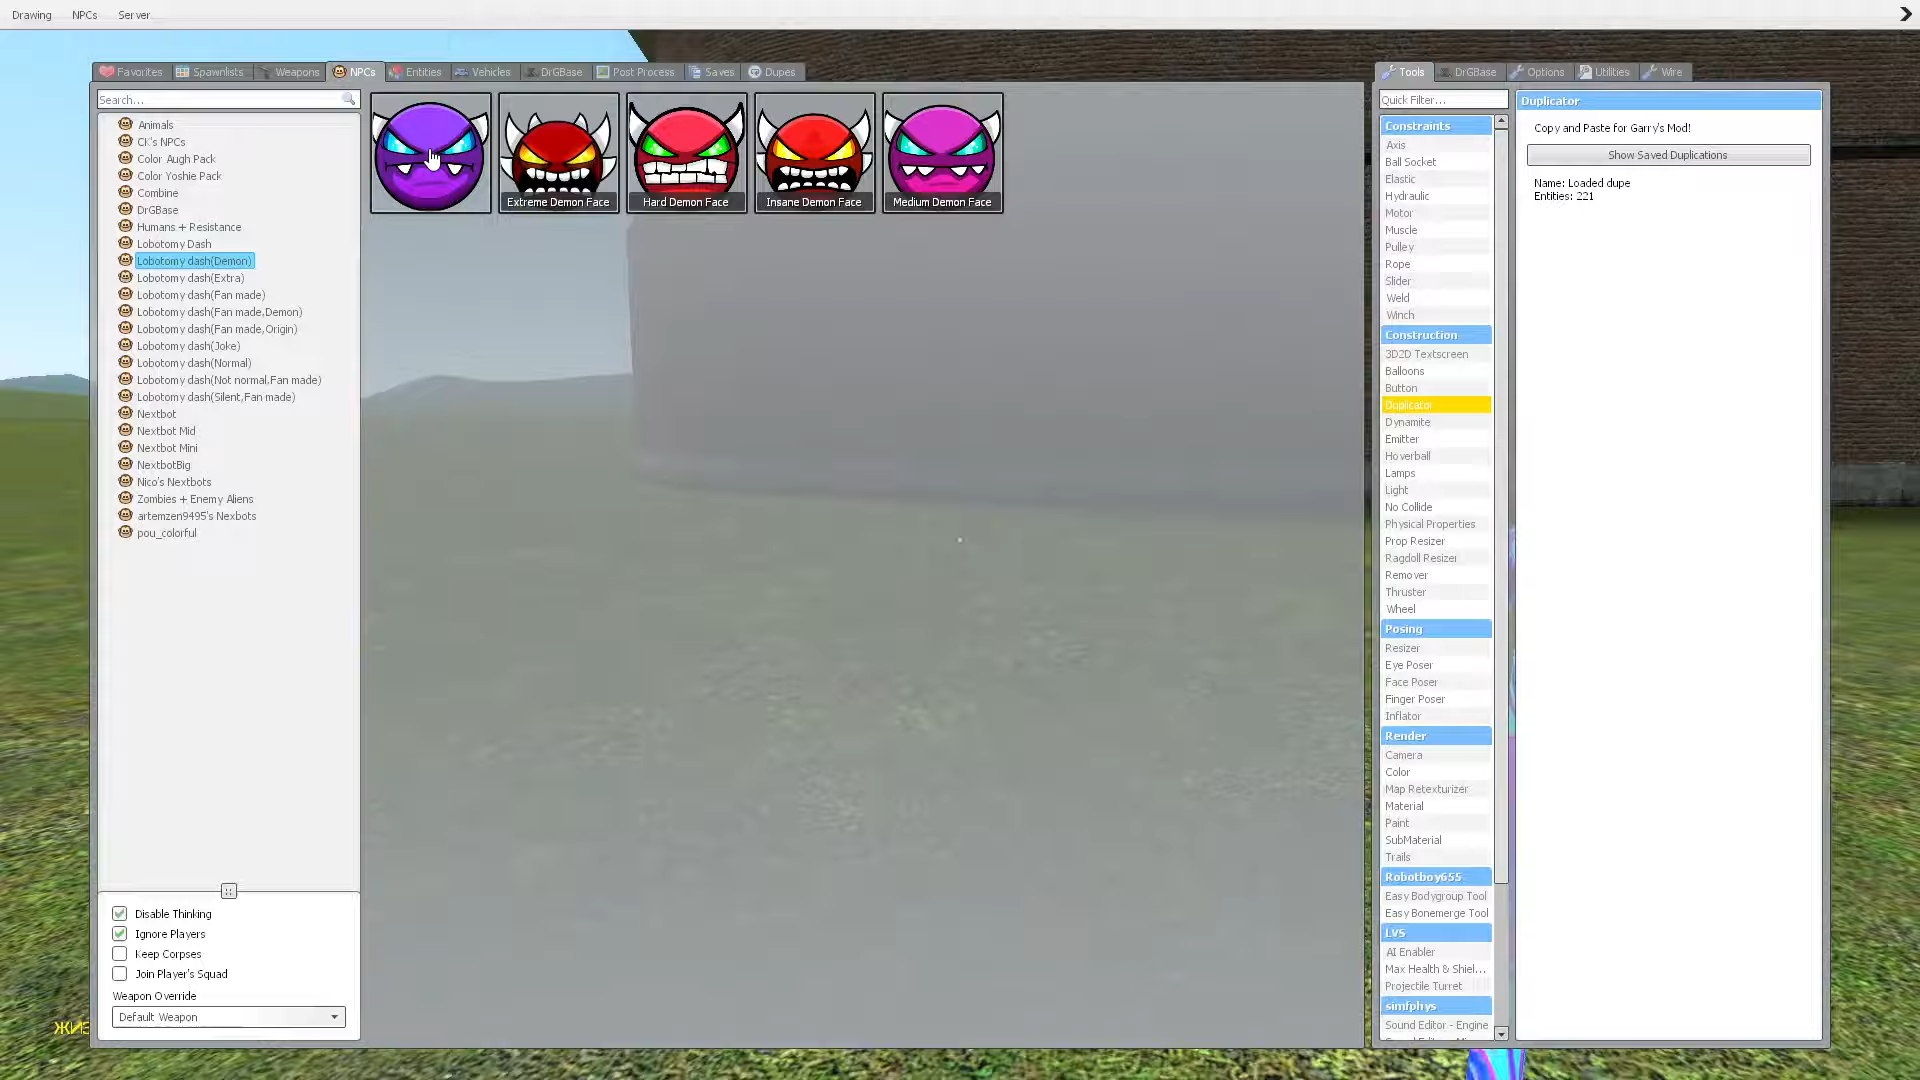 Drawing NPCs Server
Favorites Spawnlists Weapons NPCs Entities Vehicles DrGBase Post Process Saves Dupes
Search...
Animals
CK's NPCs
Color Augh Pack
Color Yoshie Pack
Combine
DrGBase
Humans + Resistance
Lobotomy Dash
Lobotomy dash(Demon)
Lobotomy dash(Extra)
Lobotomy dash(Fan made)
Lobotomy dash(Fan made,Demon)
Lobotomy dash(Fan made,Origin)
Lobotomy dash(Joke)
Lobotomy dash(Normal)
Lobotomy dash(Not normal,Fan made)
Lobotomy dash(Silent,Fan made)
Nextbot
Nextbot Mid
Nextbot Mini
NextbotBig
Nico's Nextbots
Zombies + Enemy Aliens
artemzen9495's Nexbots
pou_colorful
Disable Thinking
Ignore Players
Keep Corpses
Join Player's Squad
Weapon Override
Default Weapon
ЖИЗ
Extreme Demon Face
Hard Demon Face
Insane Demon Face
Medium Demon Face
Tools DrGBase Options Utilities Wire
Quick Filter...
Constraints
Axis
Ball Socket
Elastic
Hydraulic
Motor
Muscle
Pulley
Rope
Slider
Weld
Winch
Construction
3D2D Textscreen
Balloons
Button
Duplicator
Dynamite
Emitter
Hoverball
Lamps
Light
No Collide
Physical Properties
Prop Resizer
Ragdoll Resizer
Remover
Thruster
Wheel
Posing
Resizer
Eye Poser
Face Poser
Finger Poser
Inflator
Render
Camera
Color
Map Retexturizer
Material
Paint
SubMaterial
Trails
Robotboy655
Easy Bodygroup Tool
Easy Bonemerge Tool
LVS
AI Enabler
Max Health & Shiel...
Projectile Turret
simfphys
Sound Editor - Engine
Duplicator
Copy and Paste for Garry's Mod!
Show Saved Duplications
Name: Loaded dupe
Entities: 221